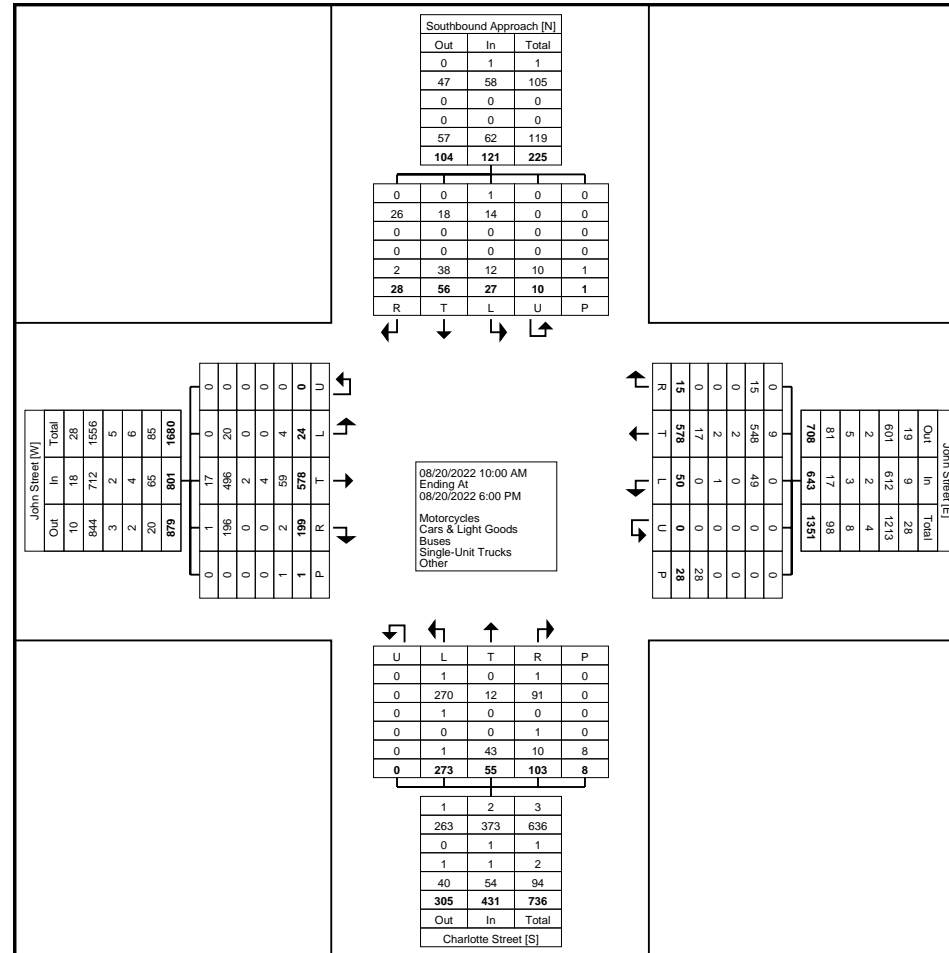 Southbound Approach [N]
Out In Total
0 1 1
47 58 105
0 0 0
0 0 0
57 62 119
104 121 225
0 0 1 0 0
26 18 14 0 0
0 0 0 0 0
0 0 0 0 0
2 38 12 10 1
28 56 27 10 1
R T L U P
John Street [W]
Total In Out
28 18 10
1556 712 844
5 2 3
6 4 2
85 65 20
1680 801 879
0 0 17 1 0
0 20 496 196 0
0 0 2 0 0
0 0 4 0 0
0 4 59 2 1
0 24 578 199 1
U L T R P
08/20/2022 10:00 AM
Ending At
08/20/2022 6:00 PM
Motorcycles
Cars & Light Goods
Buses
Single-Unit Trucks
Other
John Street [E]
Out In Total
19 9 28
601 612 1213
2 2 4
5 3 8
81 17 98
708 643 1351
0 9 0 0 0
15 548 49 0 0
0 2 0 0 0
0 2 1 0 0
0 17 0 0 28
15 578 50 0 28
R T L U P
U L T R P
0 1 0 1 0
0 270 12 91 0
0 1 0 0 0
0 0 0 1 0
0 1 43 10 8
0 273 55 103 8
1 2 3
263 373 636
0 1 1
1 1 2
40 54 94
305 431 736
Out In Total
Charlotte Street [S]